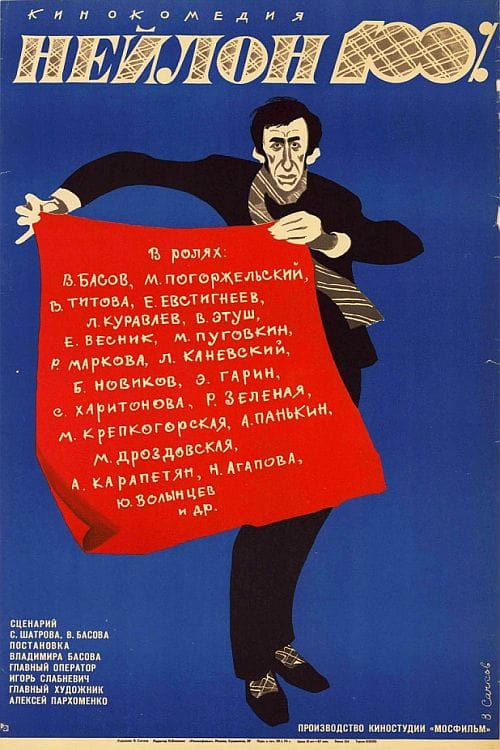 КИНОКОМЕДИЯ
НЕЙЛОН 100%
В РОЛЯХ:
В. БАСОВ, М. ПОГОРЖЕЛЬСКИЙ,
В. ТИТОВА, Е. ЕВСТИГНЕЕВ,
Л. КУРАВЛЕВ, В. ЭТУШ,
Е. ВЕСНИК, М. ПУГОВКИН,
Р. МАРКОВА, Л. КАНЕВСКИЙ,
Б. НОВИКОВ, Э. ГАРИН,
С. ХАРИТОНОВА, Р. ЗЕЛЕНАЯ,
М. КРЕПКОГОРСКАЯ, А. ПАНЬКИН,
М. ДРОЗДОВСКАЯ,
А. КАРАПЕТЯН, Н. АГАПОВА,
Ю. ВОЛЫНЦЕВ
И ДР.
СЦЕНАРИЙ
С. ШАТРОВА, В. БАСОВА
ПОСТАНОВКА
ВЛАДИМИРА БАСОВА
ГЛАВНЫЙ ОПЕРАТОР
ИГОРЬ СЛАБНЕВИЧ
ГЛАВНЫЙ ХУДОЖНИК
АЛЕКСЕЙ ПАРХОМЕНКО
ПРОИЗВОДСТВО КИНОСТУДИИ «МОСФИЛЬМ»
В. Сачков